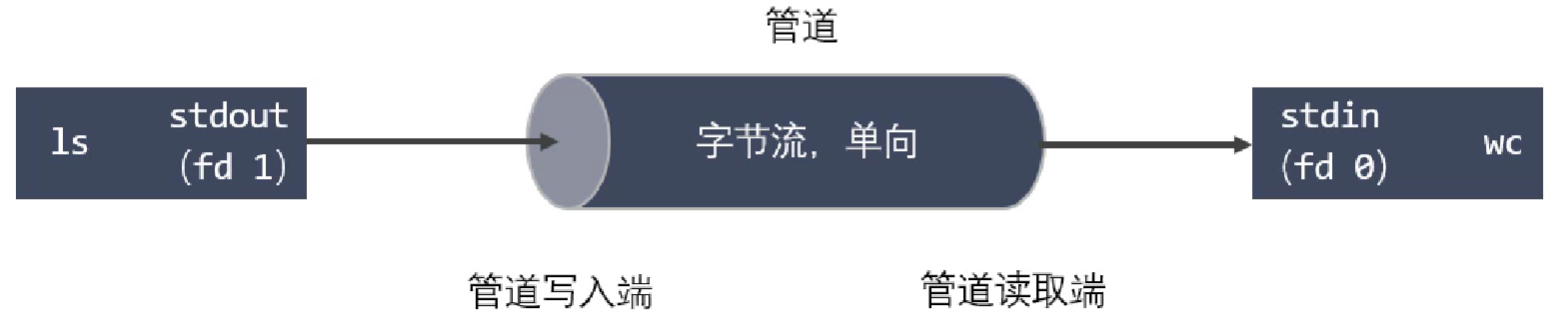 管道
ls
stdout
(fd 1)
字节流，单向
stdin
(fd 0)
wc
管道写入端
管道读取端